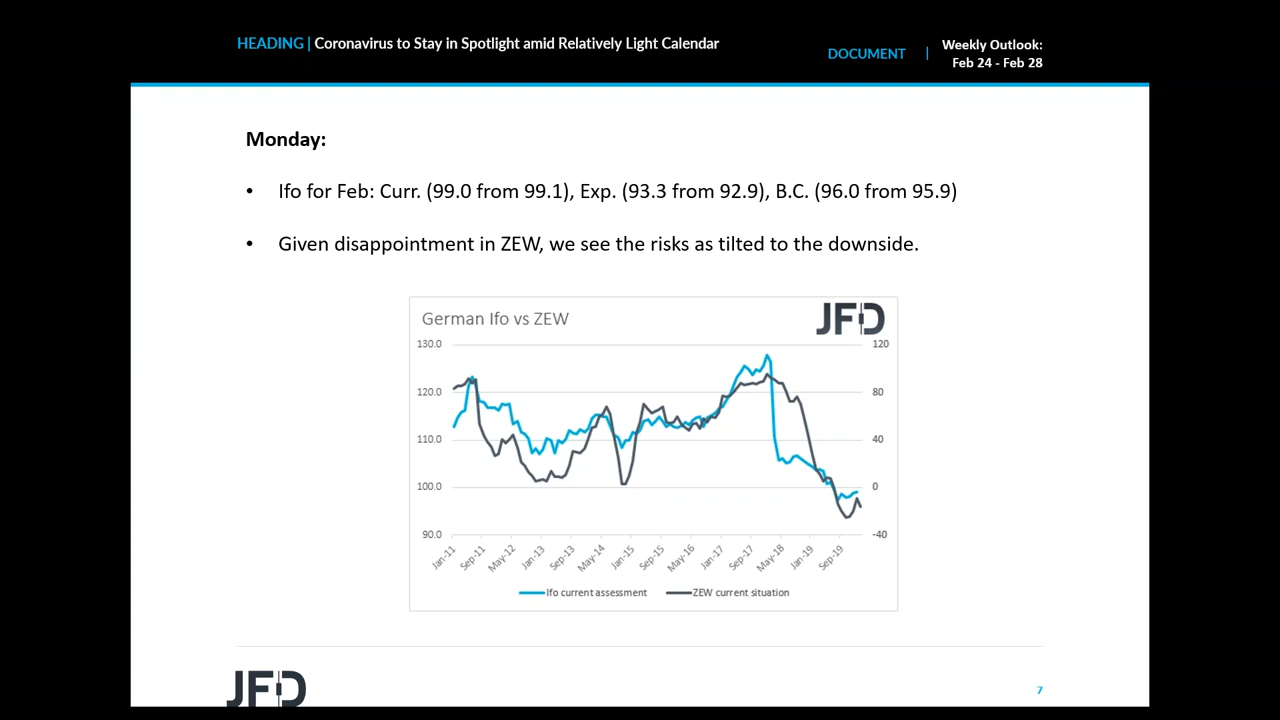 HEADING | Coronavirus to Stay in Spotlight amid Relatively Light Calendar
DOCUMENT | Weekly Outlook:
Feb 24 - Feb 28
Monday:
• Ifo for Feb: Curr. (99.0 from 99.1), Exp. (93.3 from 92.9), B.C. (96.0 from 95.9)
• Given disappointment in ZEW, we see the risks as tilted to the downside.
German Ifo vs ZEW
JFD
130.0
120.0
110.0
100.0
90.0
120
80
40
0
-40
Jan-11
Sep-11
May-12
Jan-13
Sep-13
May-14
Jan-15
Sep-15
May-16
Jan-17
Sep-17
May-18
Jan-19
Sep-19
Ifo current assessment
ZEW current situation
JFD
7